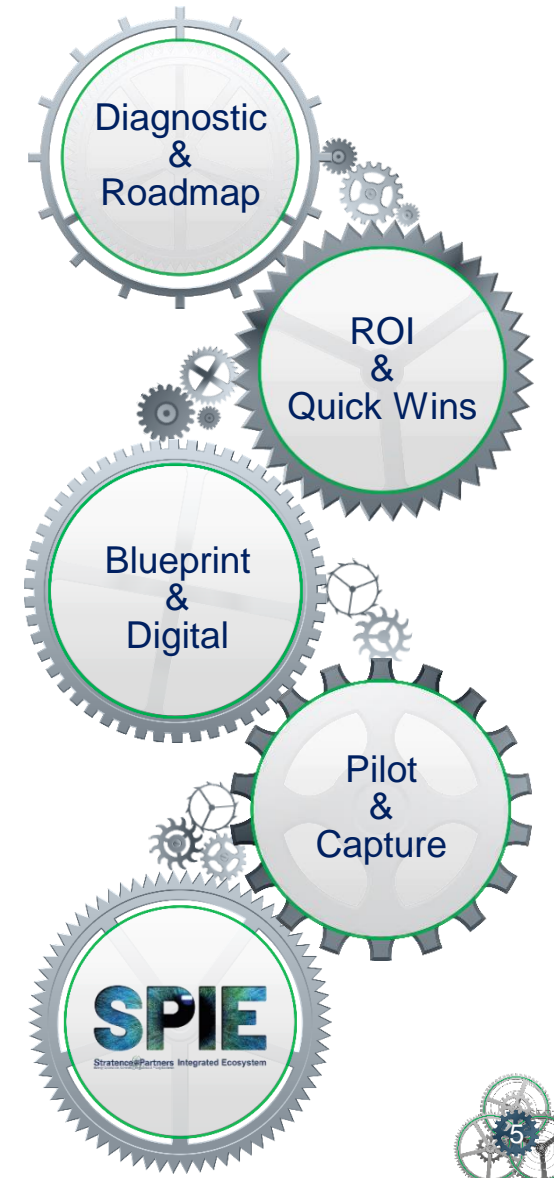 Diagnostic
&
Roadmap
ROI
&
Quick Wins
Blueprint
&
Digital
Pilot
&
Capture
SPIE
Stratence@Partners Integrated Ecosystem
5